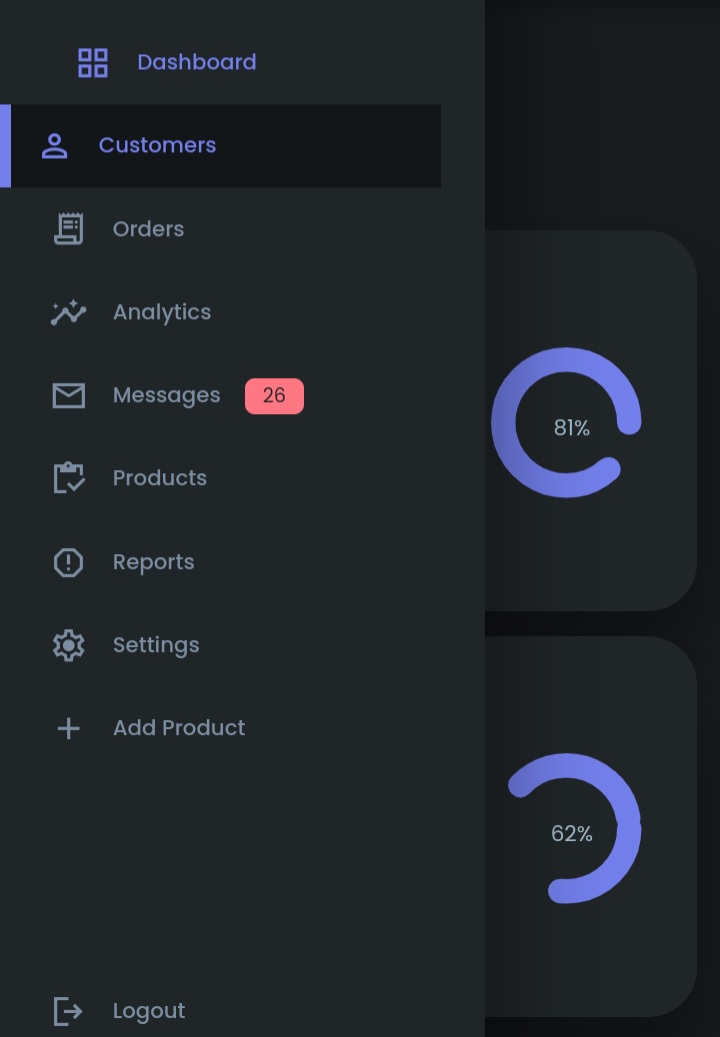 Dashboard
Customers
Orders
Analytics
Messages 26
Products
Reports
Settings
Add Product
Logout
81%
62%